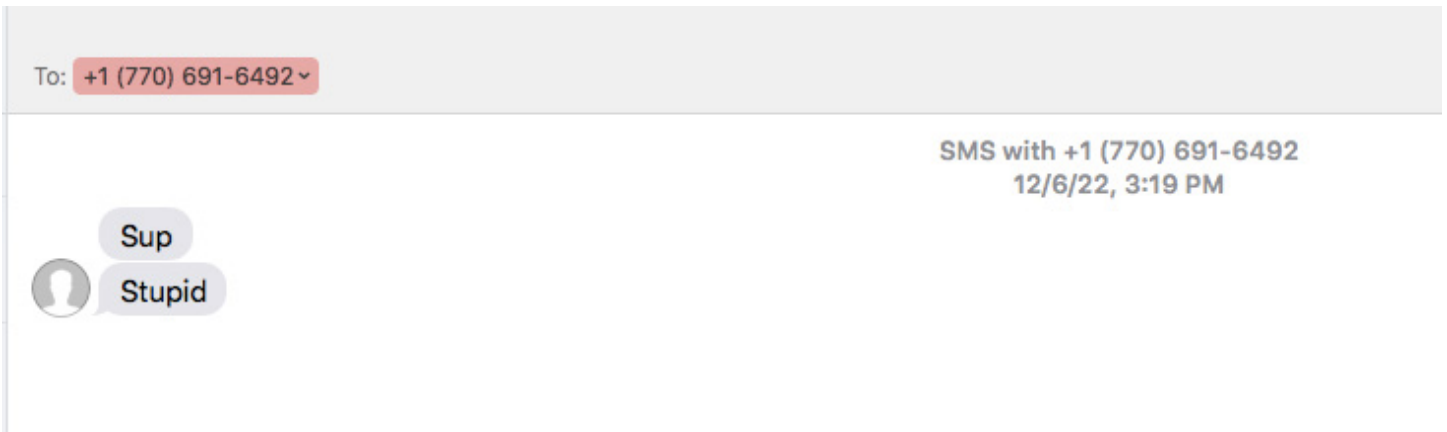 To: +1 (770) 691-6492
SMS with +1 (770) 691-6492
12/6/22, 3:19 PM
Sup
Stupid